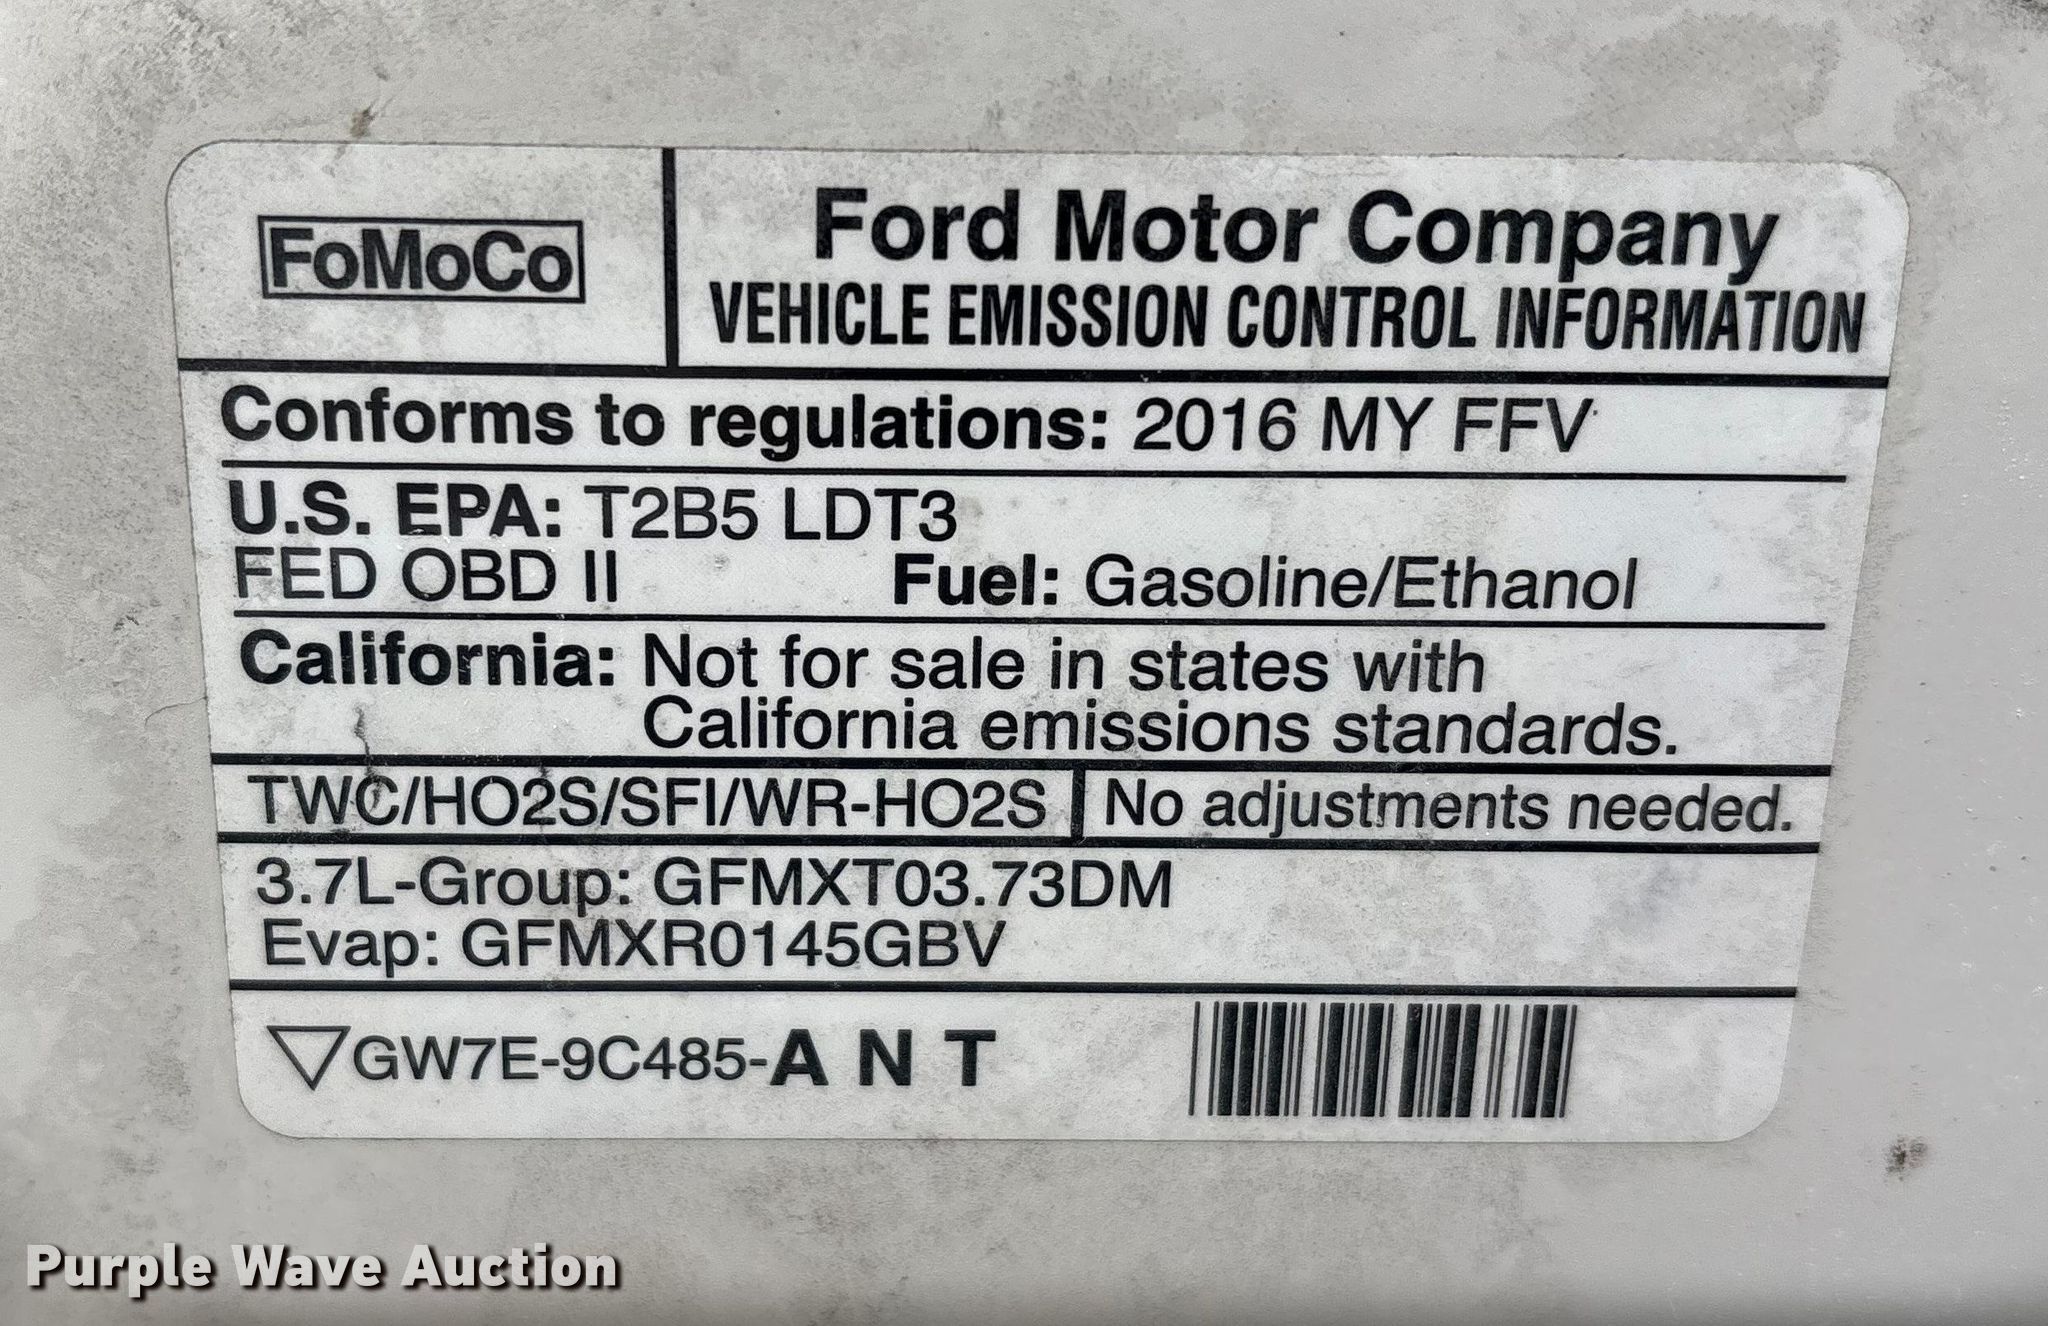 FoMoCo
Ford Motor Company
VEHICLE EMISSION CONTROL INFORMATION
Conforms to regulations: 2016 MY FFV
U.S. EPA: T2B5 LDT3
FED OBD II Fuel: Gasoline/Ethanol
California: Not for sale in states with
California emissions standards.
TWC/HO2S/SFI/WR-HO2S No adjustments needed.
3.7L-Group: GFMXT03.73DM
Evap: GFMXR0145GBV
▽GW7E-9C485-A N T
Purple Wave Auction